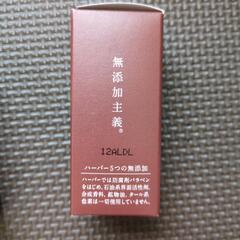 無添加主義®
12ALDL
ハーバー5つの無添加
ハーバーでは防腐剤パラベン
をはじめ、石油系界面活性剤、
合成香料、鉱物油、タール系
色素は一切使用していません。